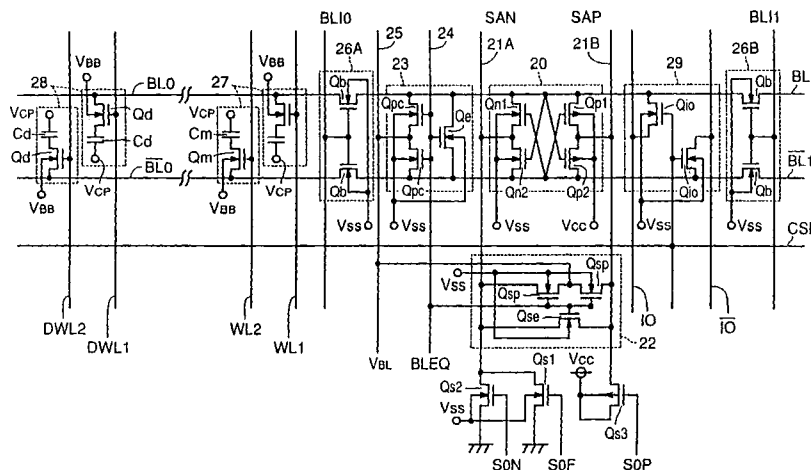 BLI0 25 24 SAN SAP BLI1
26A 23 21A 20 21B 29 26B
VBB
VBB
28 BL0 27 Qb Qn1 Qp1 Qb BL
VCP Qd VCP Qpc Qe Qio
Cd Cd Cm
Qd Qm Qio
VBB VCP BL0 VBB VCP Qb Qpc Qn2 Qp2 Qb BL1
VSS VSS VSS VCC VSS VSS
CSL
Qsp
VSS
Qsp
Qse
DWL2 DWL1 WL2 WL1 VBL BLEQ 22 IO IO
Qs1 VCC
Qs2
VSS
Qs3
S0N S0F S0P